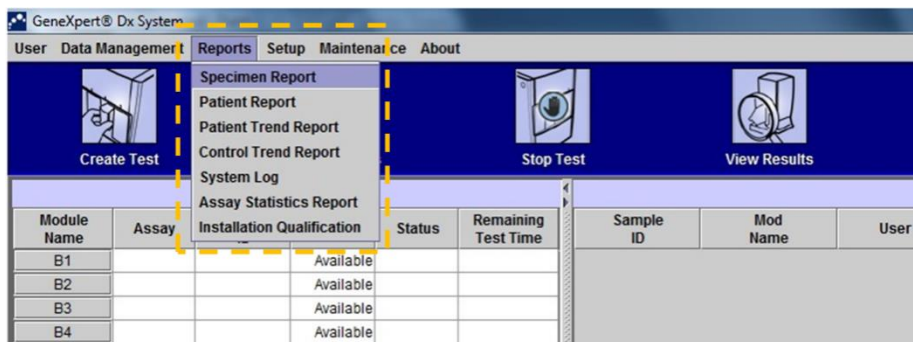 GeneXpert® Dx System
User Data Management Reports Setup Maintenance About
Specimen Report
Patient Report
Patient Trend Report
Control Trend Report
System Log
Assay Statistics Report
Installation Qualification
Create Test
Stop Test
View Results
Module Name
Assay
Status
Remaining Test Time
Sample ID
Mod Name
User
B1 Available
B2 Available
B3 Available
B4 Available